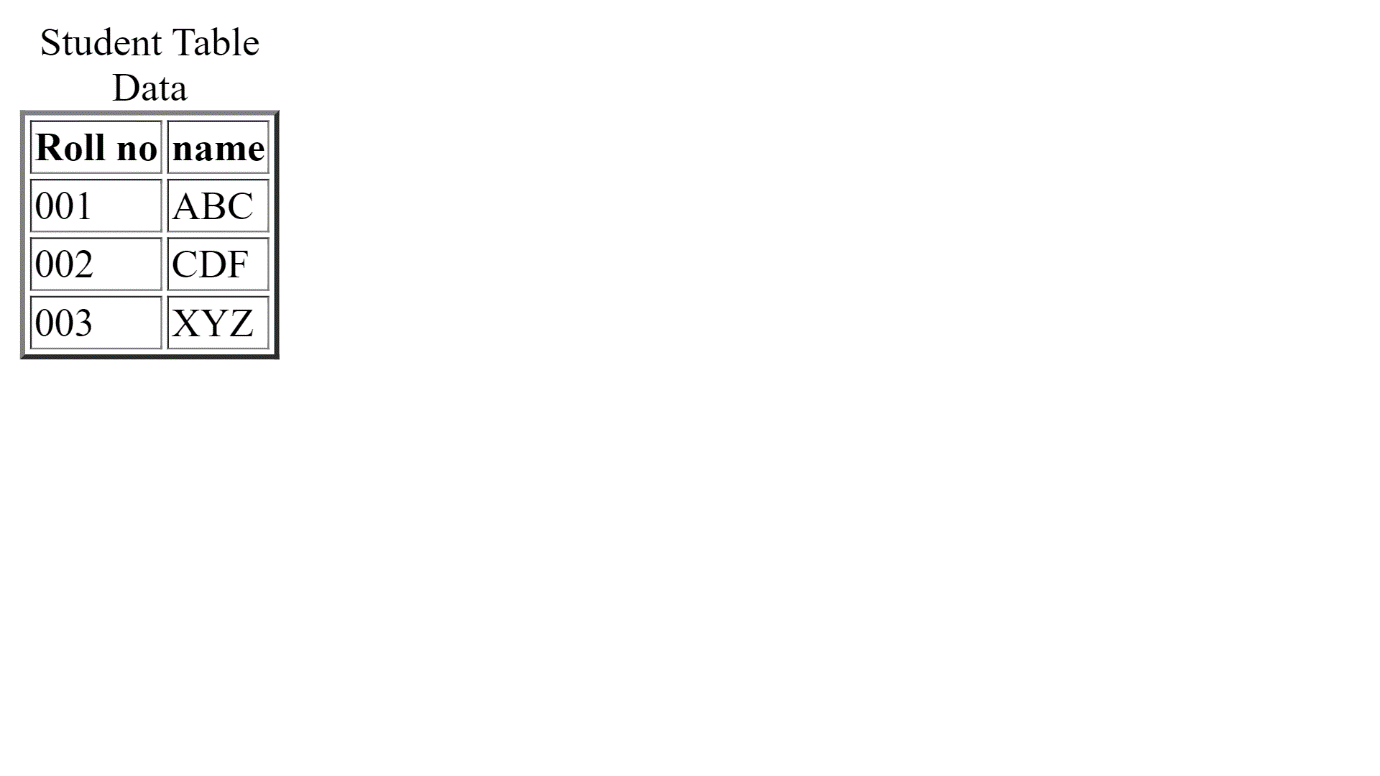 Student Table
Data
Roll no name
001 ABC
002 CDF
003 XYZ